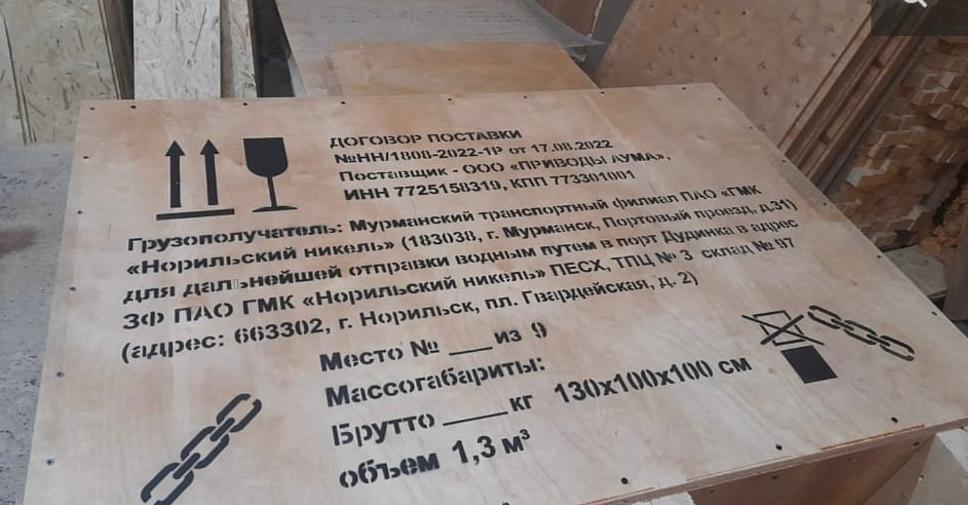 ДОГОВОР ПОСТАВКИ
№НН/1808-2022-1Р от 17.08.2022
Поставщик - ООО «ПРИВОДЫ АУМА»,
ИНН 7725158319, КПП 773301001
Грузополучатель: Мурманский транспортный филиал ПАО «ГМК
«Норильский никель» (183038, г. Мурманск, Портовый проезд, д.31)
для дальнейшей отправки водным путем в порт Дудинка в адрес
ЗФ ПАО ГМК «Норильский никель» ПЕСХ, ТПЦ № 3 склад № 97
(адрес: 663302, г. Норильск, пл. Гвардейская, д. 2)
Место № ___ из 9
Массогабариты:
Брутто _____ кг 130х100х100 см
объем 1,3 м³